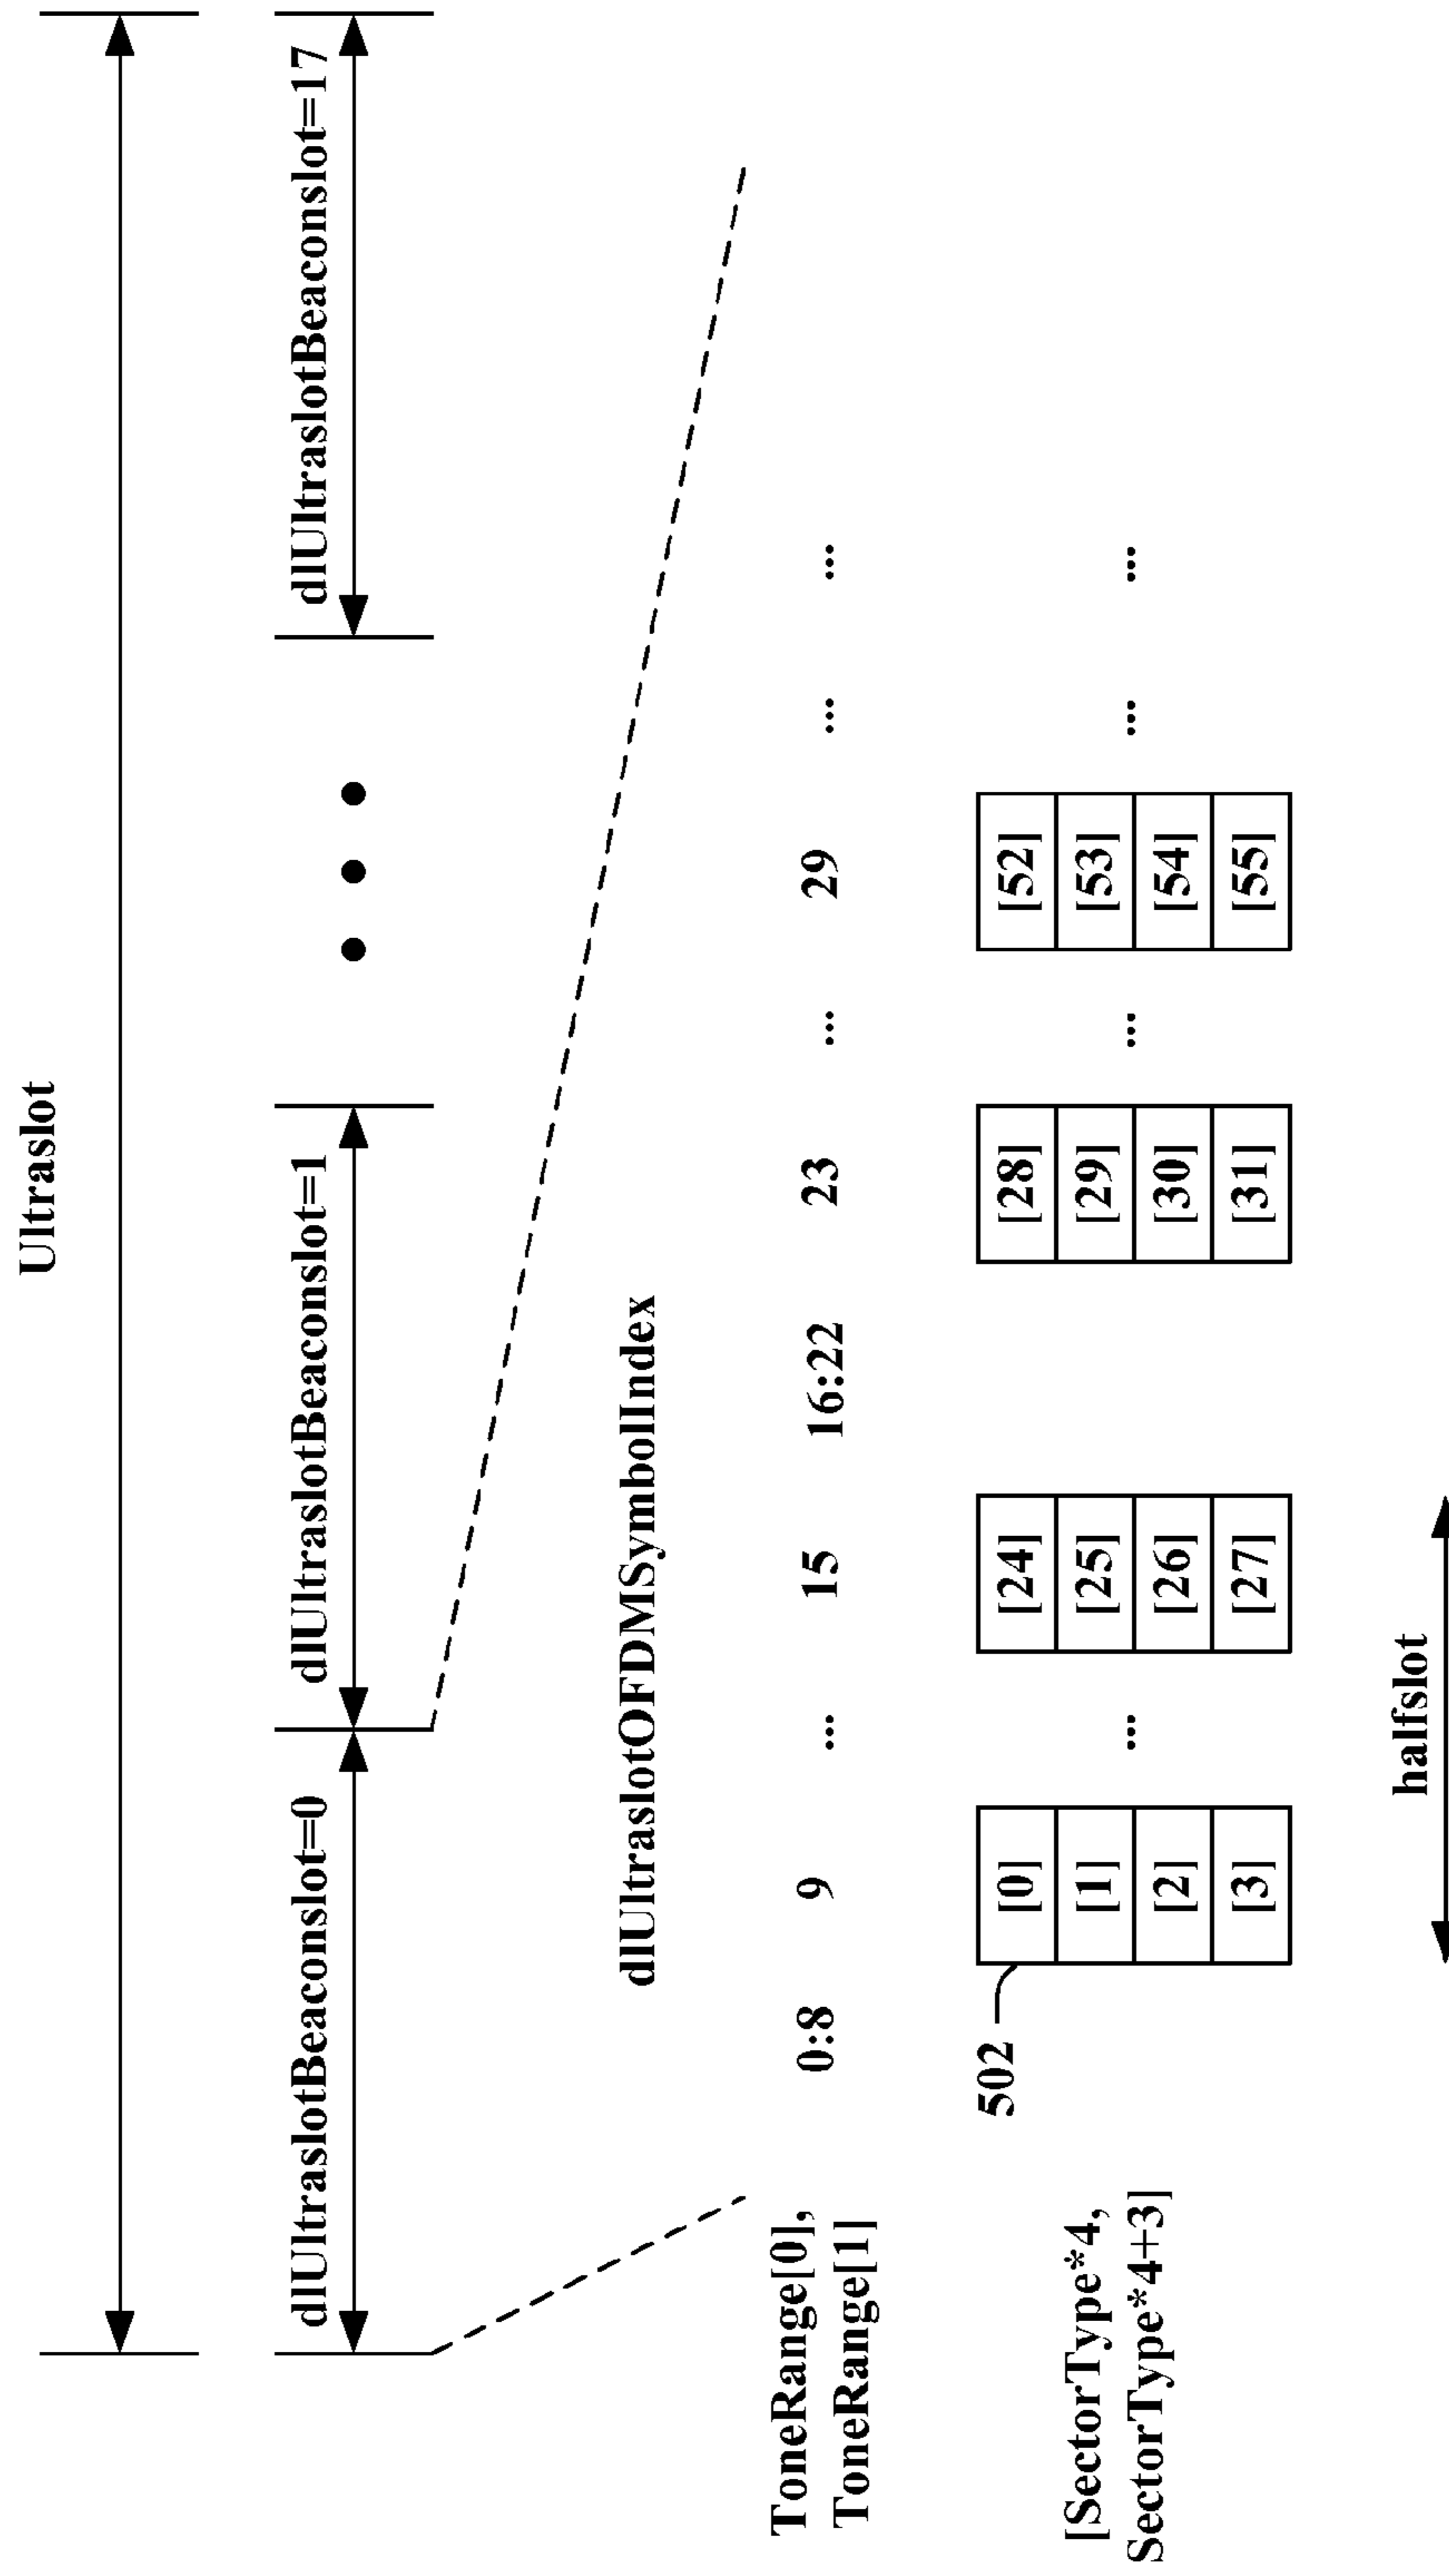 Ultraslot
dlUltraslotBeaconslot=0
dlUltraslotBeaconslot=1
dlUltraslotBeaconslot=17
dlUltraslotOFDMSymbolIndex
ToneRange[0],
ToneRange[1]
0:8 9 ... 15 16:22 23 ... 29 ... ...
502
[SectorType*4,
SectorType*4+3]
[0] [24] [28] [52]
[1] [25] [29] [53]
... ... ... ...
[2] [26] [30] [54]
[3] [27] [31] [55]
halfslot